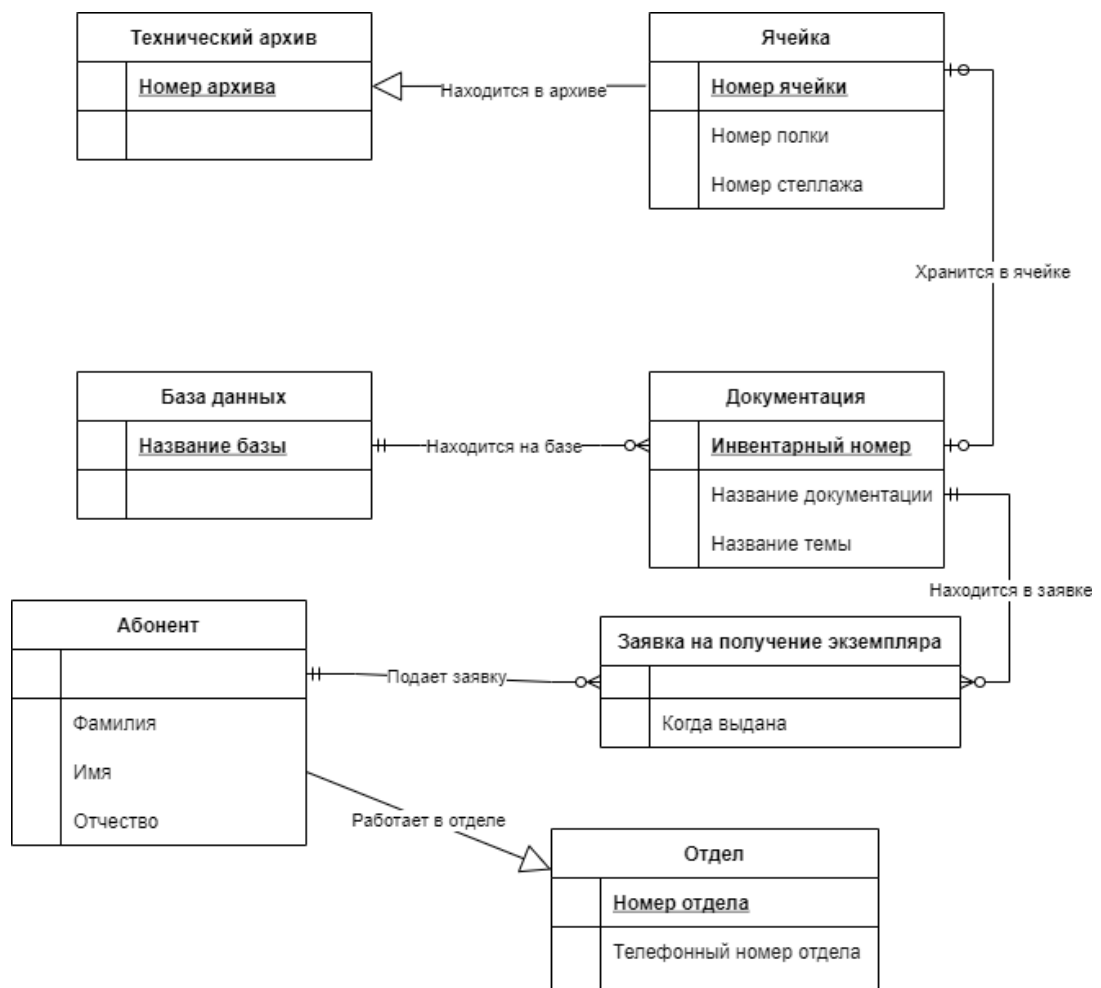 Технический архив
Номер архива
Находится в архиве
Ячейка
Номер ячейки
Номер полки
Номер стеллажа
Хранится в ячейке
База данных
Название базы
Находится на базе
Документация
Инвентарный номер
Название документации
Название темы
Находится в заявке
Абонент
Фамилия
Имя
Отчество
Подает заявку
Заявка на получение экземпляра
Когда выдана
Работает в отделе
Отдел
Номер отдела
Телефонный номер отдела